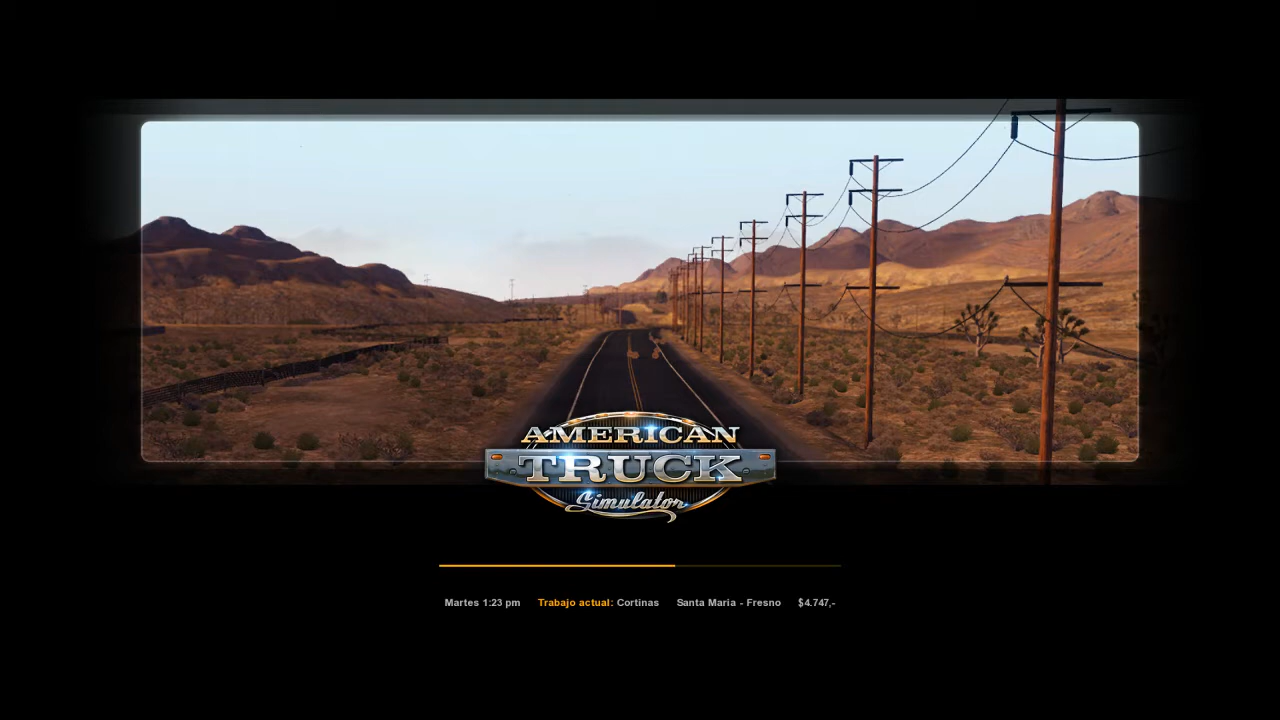 AMERICAN
TRUCK
Simulator
Martes 1:23 pm Trabajo actual: Cortinas Santa Maria - Fresno $4.747,-